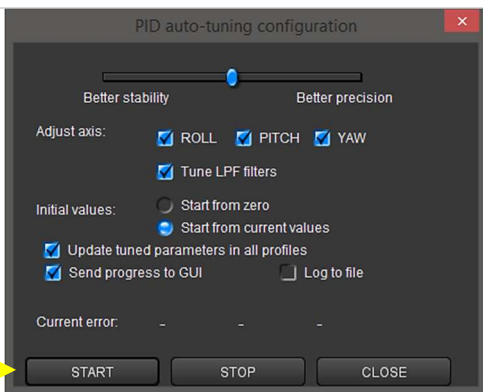 PID auto-tuning configuration
Better stability Better precision
Adjust axis: ROLL PITCH YAW
Tune LPF filters
Initial values: Start from zero
Start from current values
Update tuned parameters in all profiles
Send progress to GUI Log to file
Current error: - - -
START STOP CLOSE